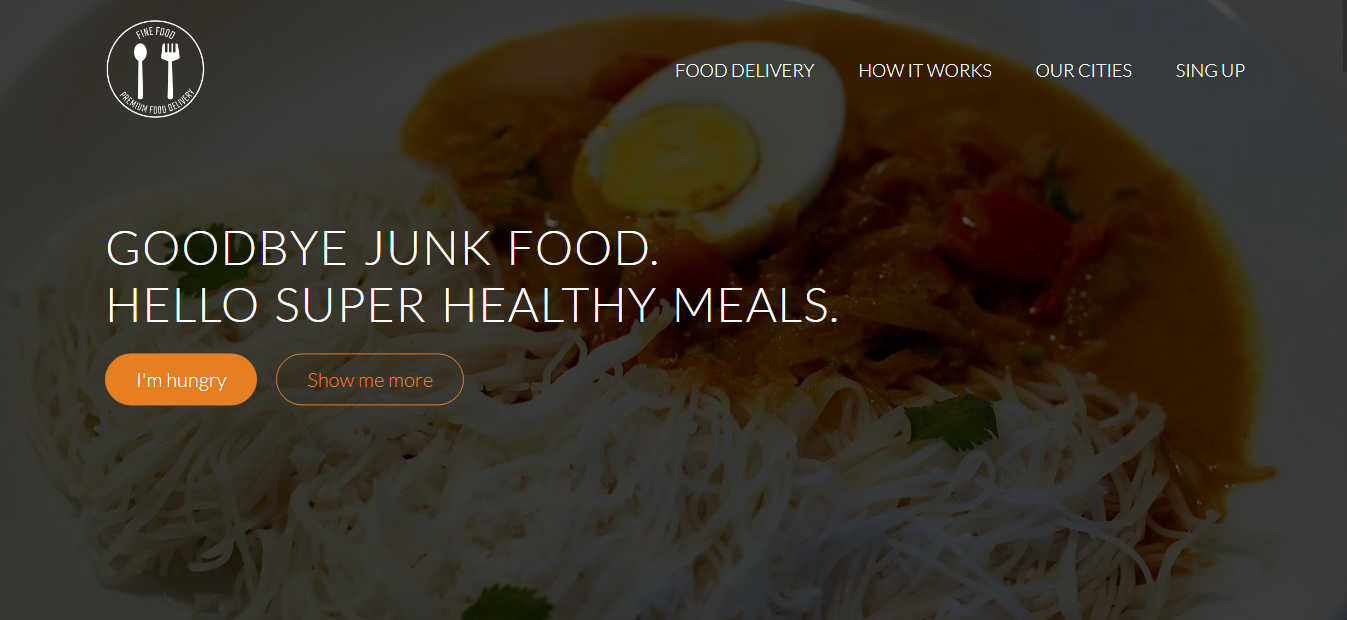 FINE FOOD
PREMIUM FOOD DELIVERY
FOOD DELIVERY HOW IT WORKS OUR CITIES SING UP
GOODBYE JUNK FOOD.
HELLO SUPER HEALTHY MEALS.
I'm hungry Show me more